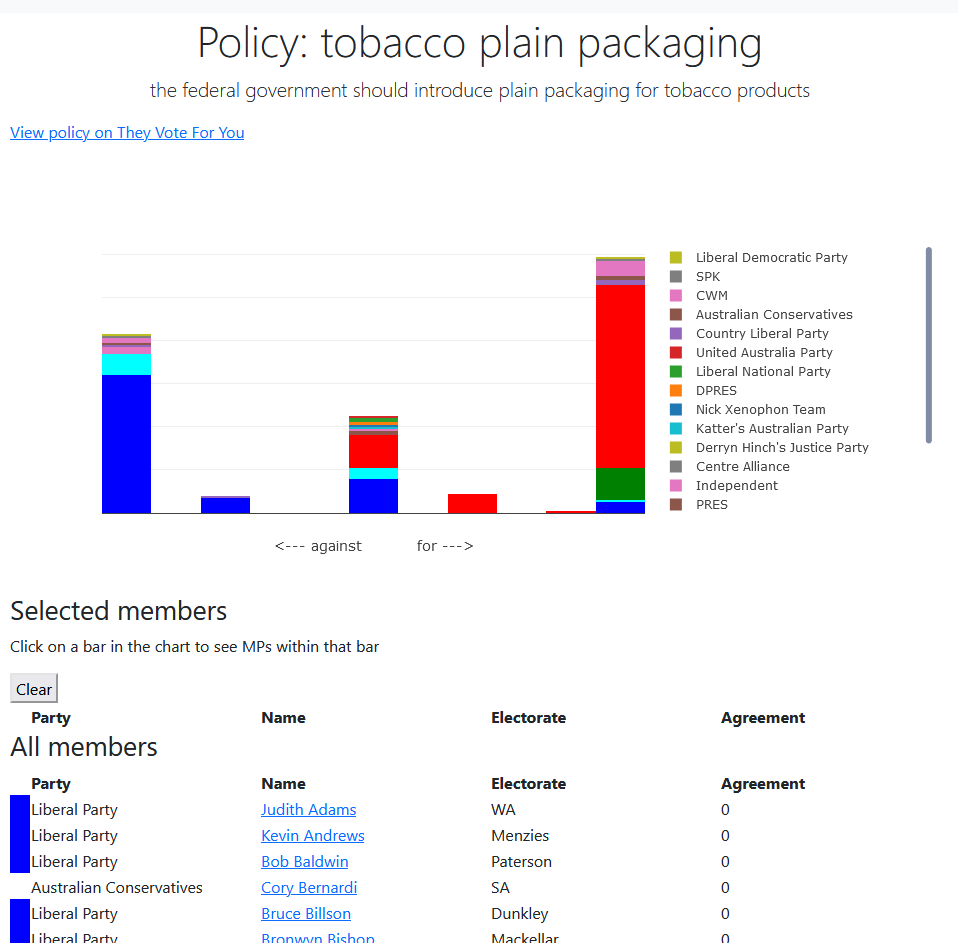 Policy: tobacco plain packaging
the federal government should introduce plain packaging for tobacco products
View policy on They Vote For You
Liberal Democratic Party
SPK
CWM
Australian Conservatives
Country Liberal Party
United Australia Party
Liberal National Party
DPRES
Nick Xenophon Team
Katter's Australian Party
Derryn Hinch's Justice Party
Centre Alliance
Independent
PRES
<--- against for --->
Selected members
Click on a bar in the chart to see MPs within that bar
Clear
Party Name Electorate Agreement
All members
Party Name Electorate Agreement
Liberal Party Judith Adams WA 0
Liberal Party Kevin Andrews Menzies 0
Liberal Party Bob Baldwin Paterson 0
Australian Conservatives Cory Bernardi SA 0
Liberal Party Bruce Billson Dunkley 0
Liberal Party Bronwyn Bishop Mackellar 0